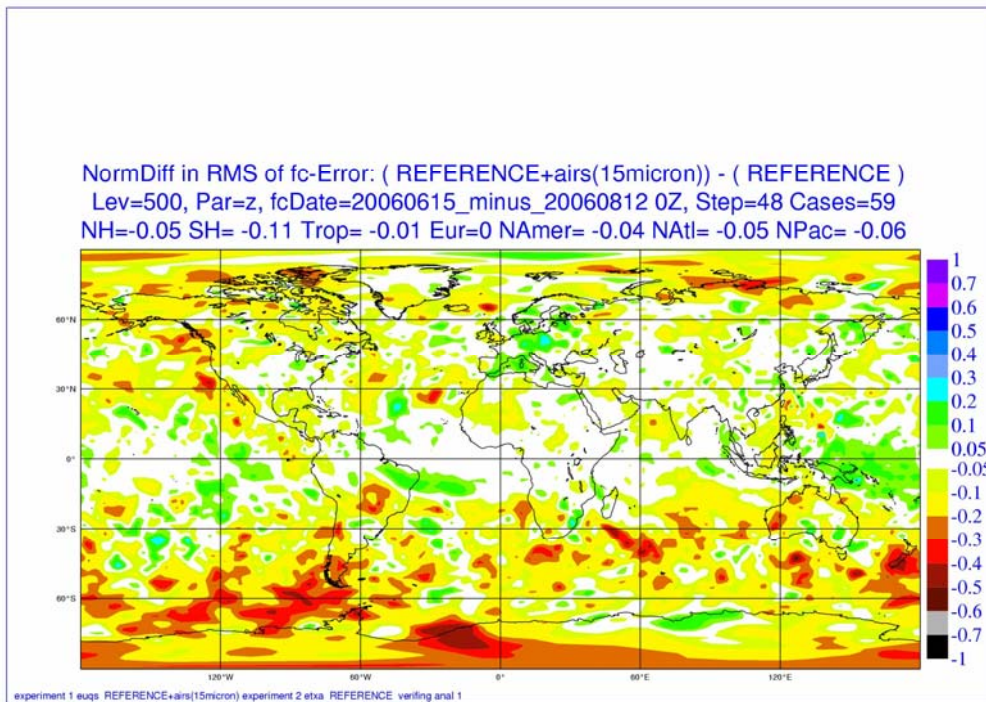 NormDiff in RMS of fc-Error: ( REFERENCE+airs(15micron)) - ( REFERENCE )
Lev=500, Par=z, fcDate=20060615_minus_20060812 0Z, Step=48 Cases=59
NH=-0.05 SH= -0.11 Trop= -0.01 Eur=0 NAmer= -0.04 NAtl= -0.05 NPac= -0.06
1
0.7
0.6
0.5
0.4
0.3
0.2
0.1
0.05
-0.05
-0.1
-0.2
-0.3
-0.4
-0.5
-0.6
-0.7
-1
60°N
30°N
0°
30°S
60°S
120°W
60°W
0°
60°E
120°E
experiment 1 euqs REFERENCE+airs(15micron) experiment 2 etxa REFERENCE verifing anal 1